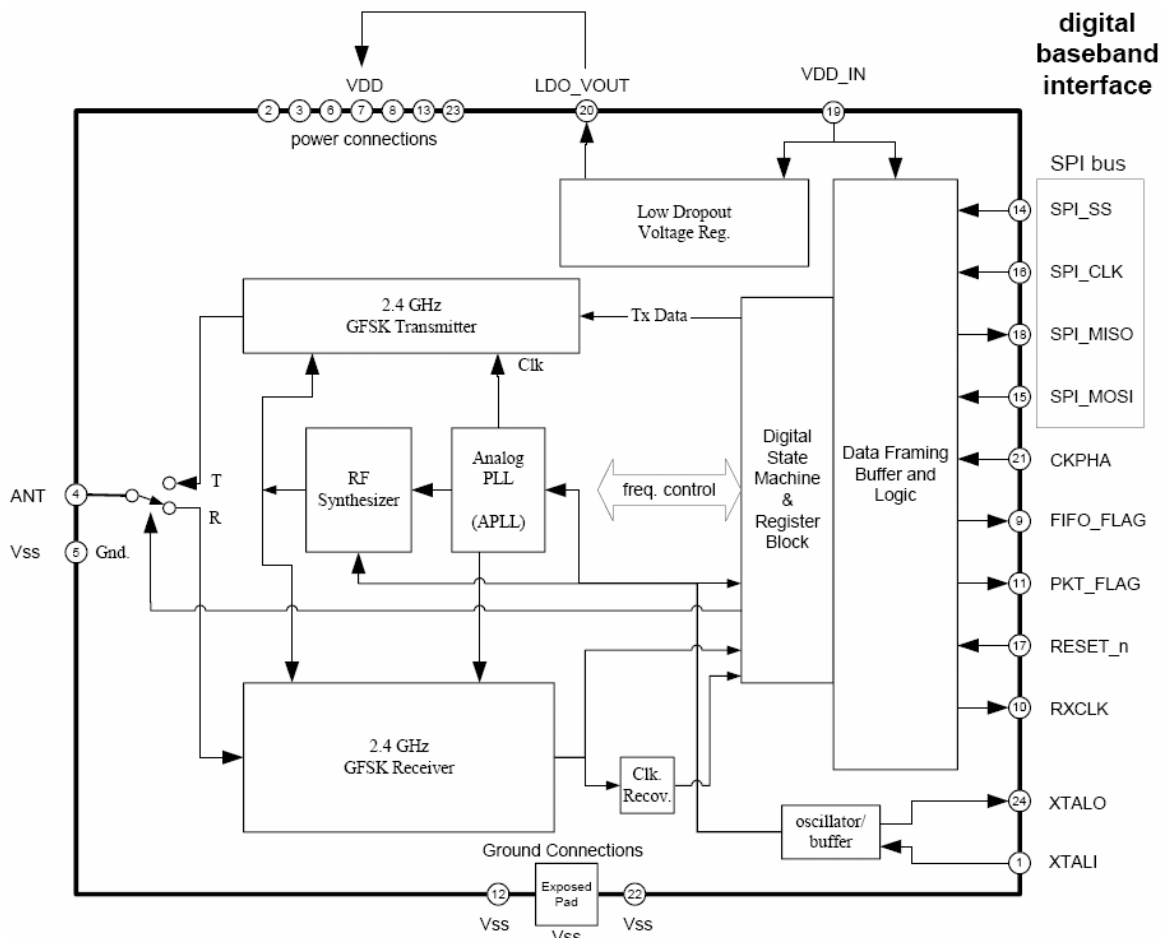 digital
baseband
interface
VDD
LDO_VOUT
VDD_IN
2
3
6
7
8
13
23
20
19
power connections
SPI bus
Low Dropout
Voltage Reg.
14
SPI_SS
16
SPI_CLK
2.4 GHz
GFSK Transmitter
Tx Data
18
SPI_MISO
Clk
15
SPI_MOSI
Digital
State
Machine
&
Register
Block
Data Framing
Buffer and
Logic
RF
Synthesizer
Analog
PLL
(APLL)
freq. control
21
CKPHA
T
ANT
4
R
9
FIFO_FLAG
Vss
5
Gnd.
11
PKT_FLAG
17
RESET_n
10
RXCLK
2.4 GHz
GFSK Receiver
Clk.
Recov.
oscillator/
buffer
24
XTALO
1
XTALI
Ground Connections
12
Exposed
Pad
22
Vss
Vss
Vss